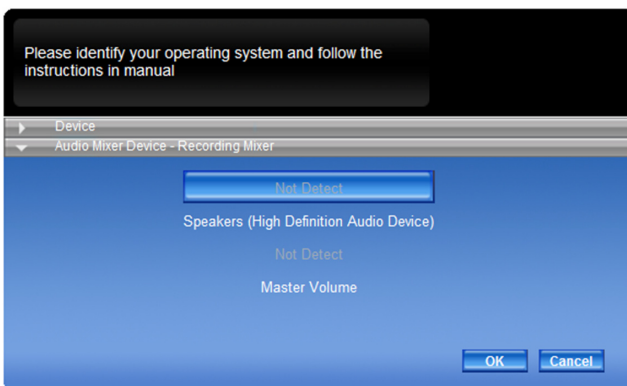 Please identify your operating system and follow the
instructions in manual
Device
Audio Mixer Device - Recording Mixer
Not Detect
Speakers (High Definition Audio Device)
Not Detect
Master Volume
OK Cancel